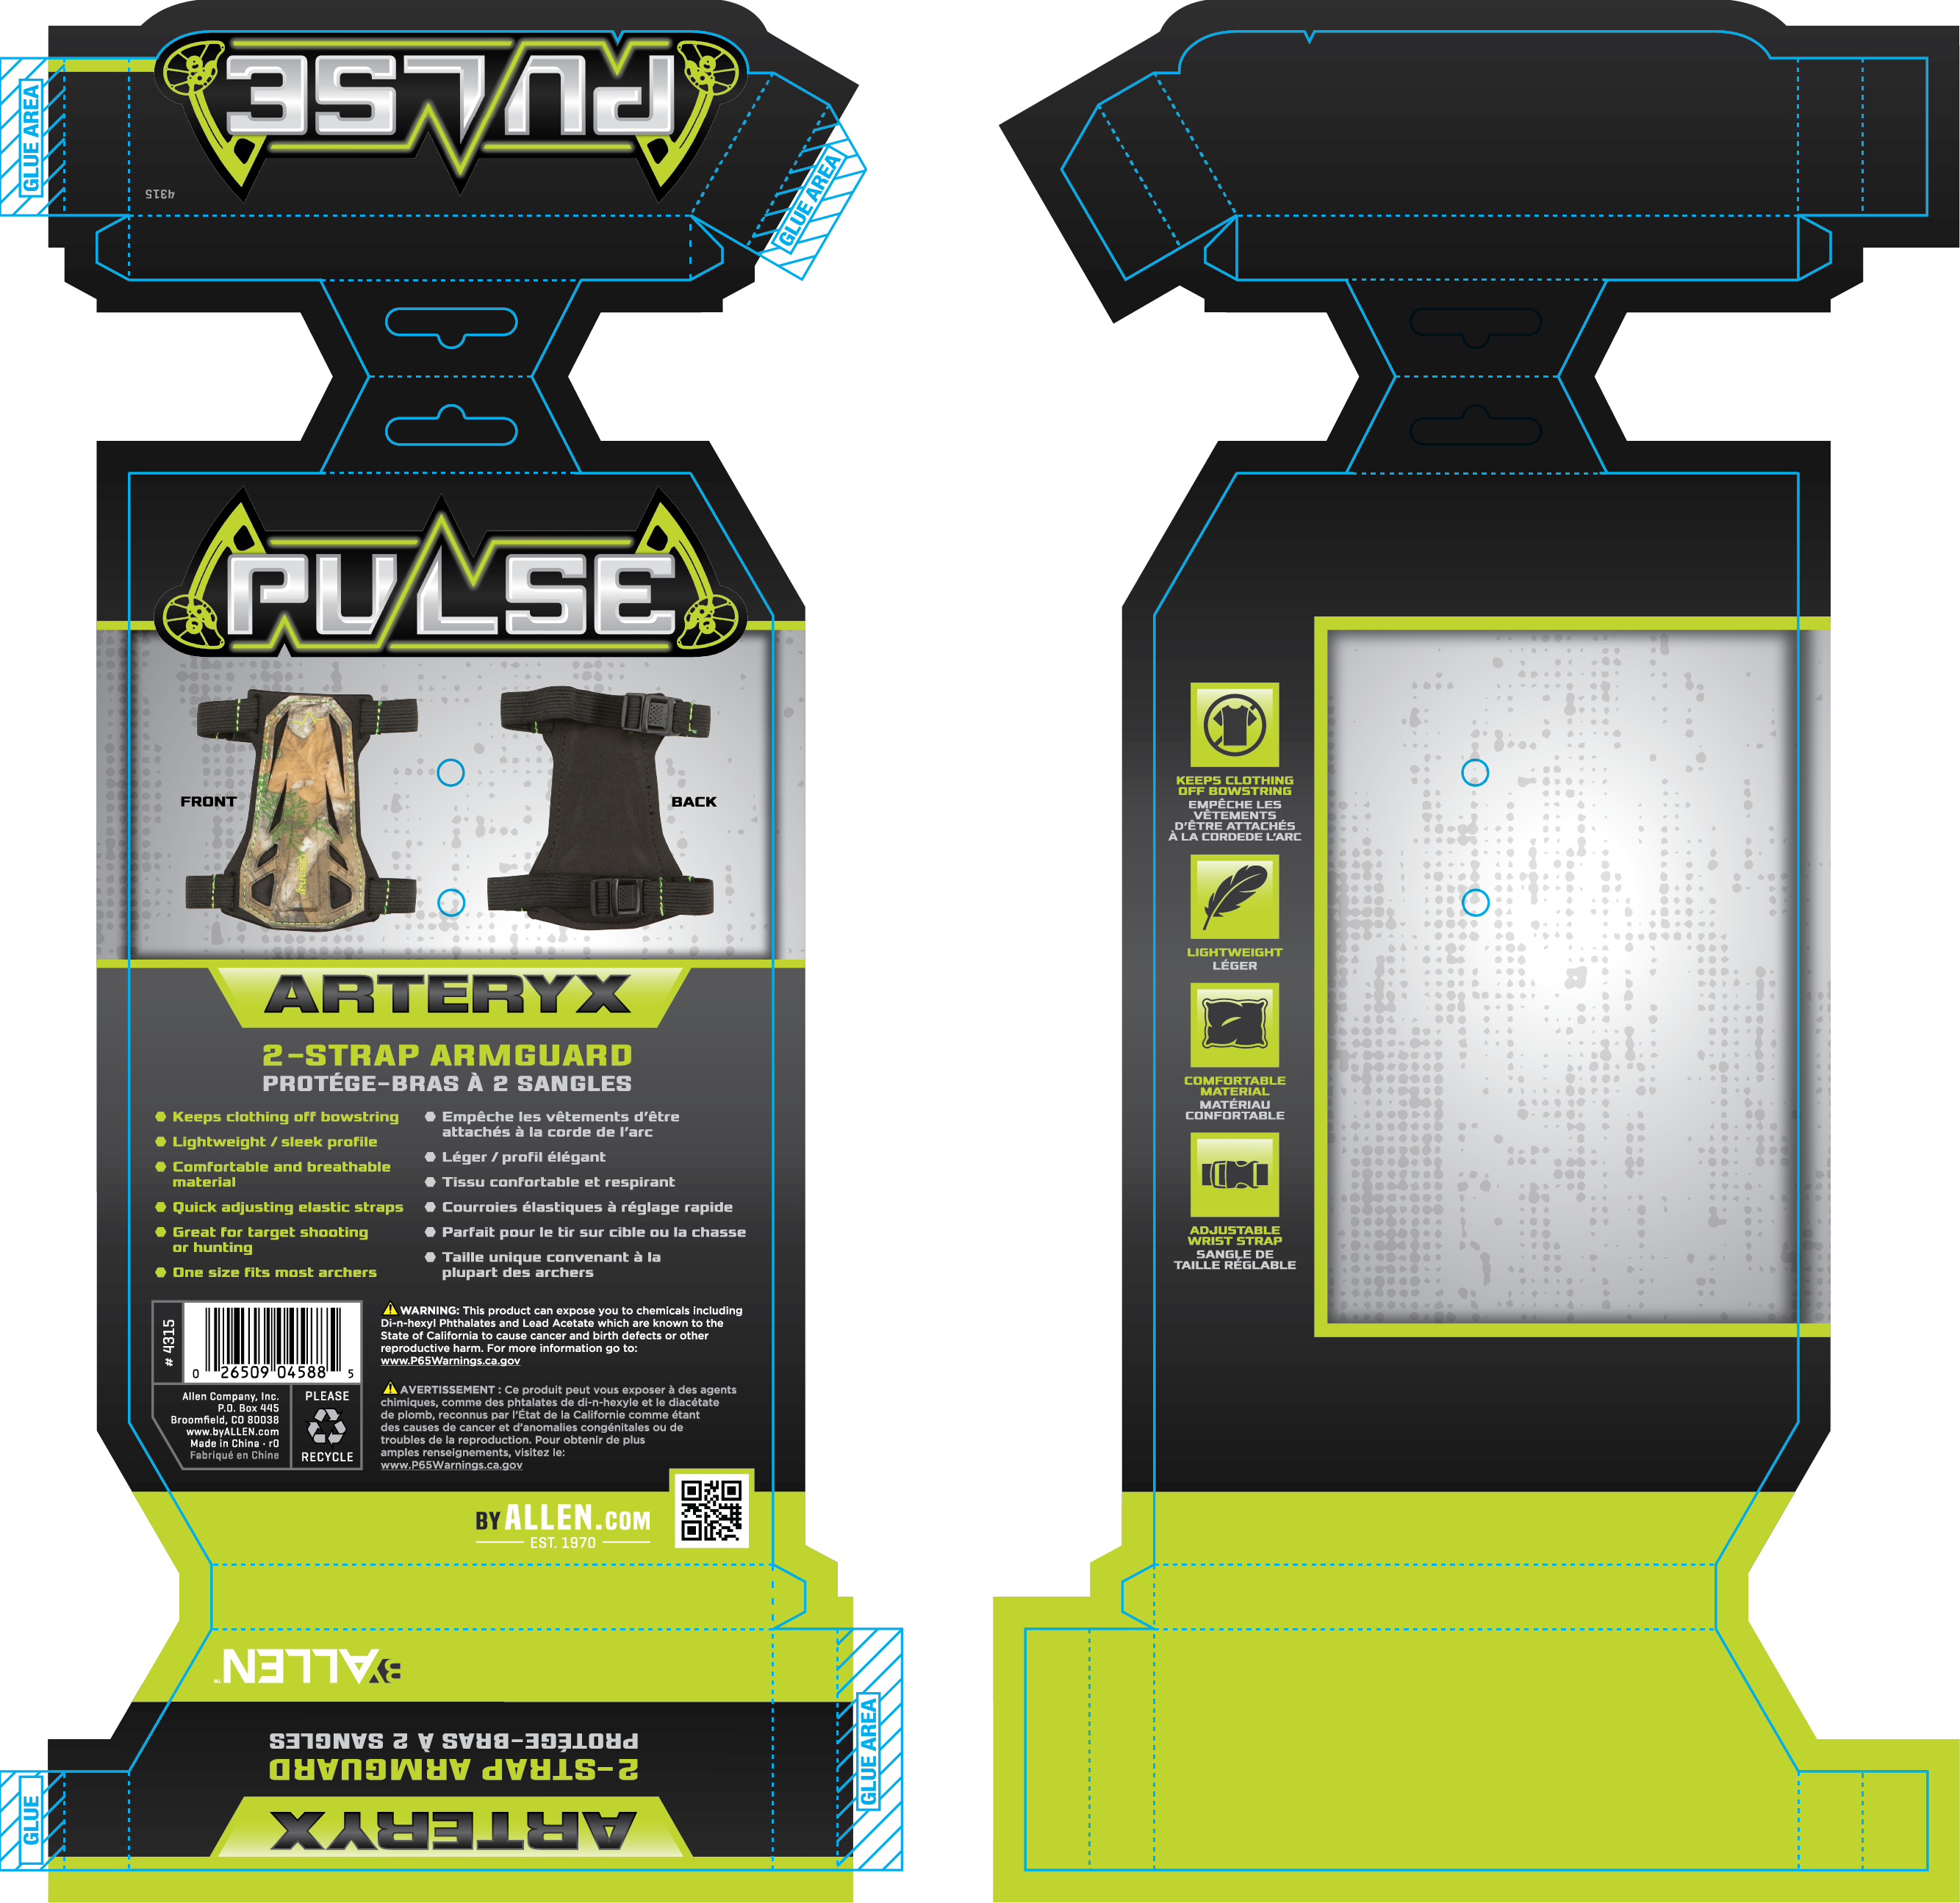 PULSE
GLUE AREA
GLUE AREA
4315
PULSE
FRONT
BACK
PULSE
ARTERYX
2-STRAP ARMGUARD
PROTÉGE-BRAS À 2 SANGLES
Keeps clothing off bowstring
Lightweight / sleek profile
Comfortable and breathable
material
Quick adjusting elastic straps
Great for target shooting
or hunting
One size fits most archers
Empêche les vêtements d'être
attachés à la corde de l'arc
Léger / profil élégant
Tissu confortable et respirant
Courroies élastiques à réglage rapide
Parfait pour le tir sur cible ou la chasse
Taille unique convenant à la
plupart des archers
# 4315
0 26509 04588 5
Allen Company, Inc.
P.O. Box 445
Broomfield, CO 80038
www.byALLEN.com
Made in China - r0
Fabriqué en Chine
PLEASE
RECYCLE
WARNING: This product can expose you to chemicals including
Di-n-hexyl Phthalates and Lead Acetate which are known to the
State of California to cause cancer and birth defects or other
reproductive harm. For more information go to:
www.P65Warnings.ca.gov
AVERTISSEMENT : Ce produit peut vous exposer à des agents
chimiques, comme des phtalates de di-n-hexyle et le diacétate
de plomb, reconnus par l'État de la Californie comme étant
des causes de cancer et d'anomalies congénitales ou de
troubles de la reproduction. Pour obtenir de plus
amples renseignements, visitez le:
www.P65Warnings.ca.gov
BY ALLEN.COM
EST. 1970
BY ALLEN™
PROTÉGE-BRAS À 2 SANGLES
2-STRAP ARMGUARD
ARTERYX
GLUE
GLUE AREA
KEEPS CLOTHING
OFF BOWSTRING
EMPÊCHE LES
VÊTEMENTS
D'ÊTRE ATTACHÉS
À LA CORDEDE L'ARC
LIGHTWEIGHT
LÉGER
COMFORTABLE
MATERIAL
MATÉRIAU
CONFORTABLE
ADJUSTABLE
WRIST STRAP
SANGLE DE
TAILLE RÉGLABLE